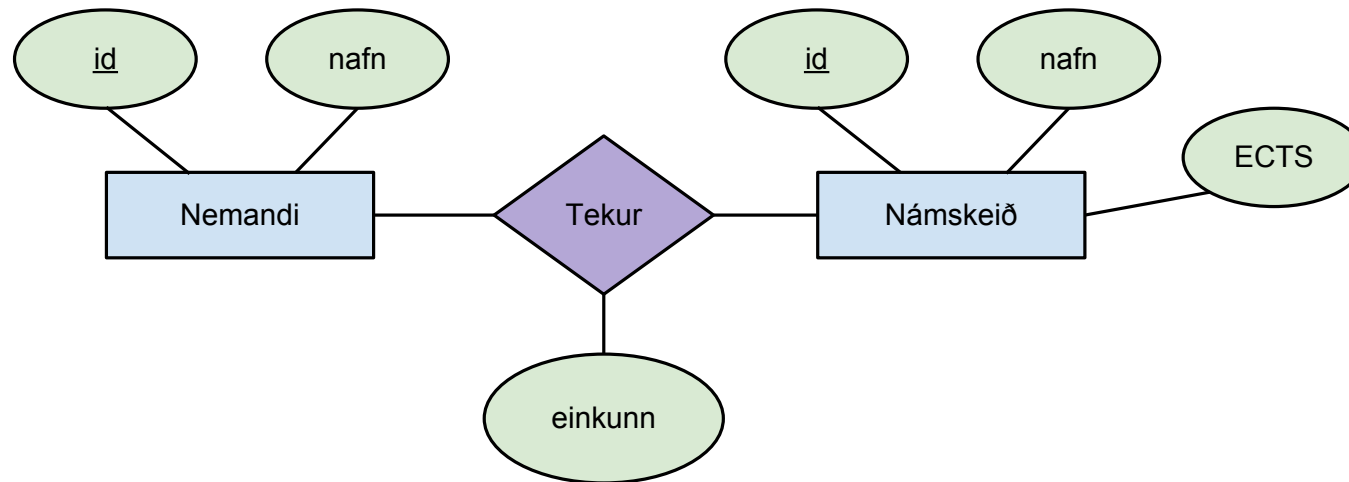 id
nafn
id
nafn
ECTS
Nemandi
Tekur
Námskeið
einkunn